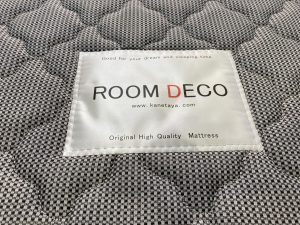 Good for your dream and sleeping time.
ROOM DECO
www.kanetaya.com
Original High Quality Mattress